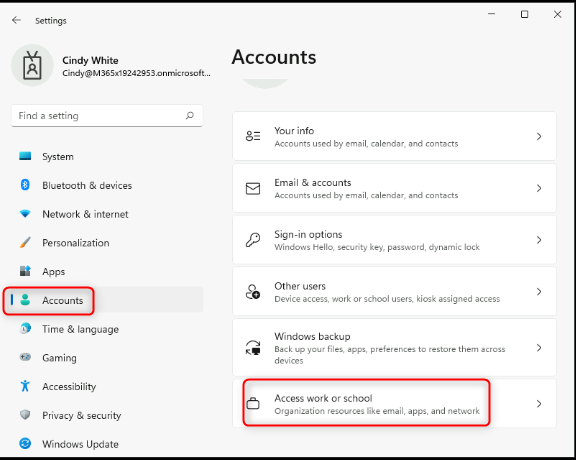 Settings
Cindy White
Cindy@M365x19242953.onmicrosoft...
Find a setting
System
Bluetooth & devices
Network & internet
Personalization
Apps
Accounts
Time & language
Gaming
Accessibility
Privacy & security
Windows Update
Accounts
Your info
Accounts used by email, calendar, and contacts
Email & accounts
Accounts used by email, calendar, and contacts
Sign-in options
Windows Hello, security key, password, dynamic lock
Other users
Device access, work or school users, kiosk assigned access
Windows backup
Back up your files, apps, preferences to restore them across
devices
Access work or school
Organization resources like email, apps, and network